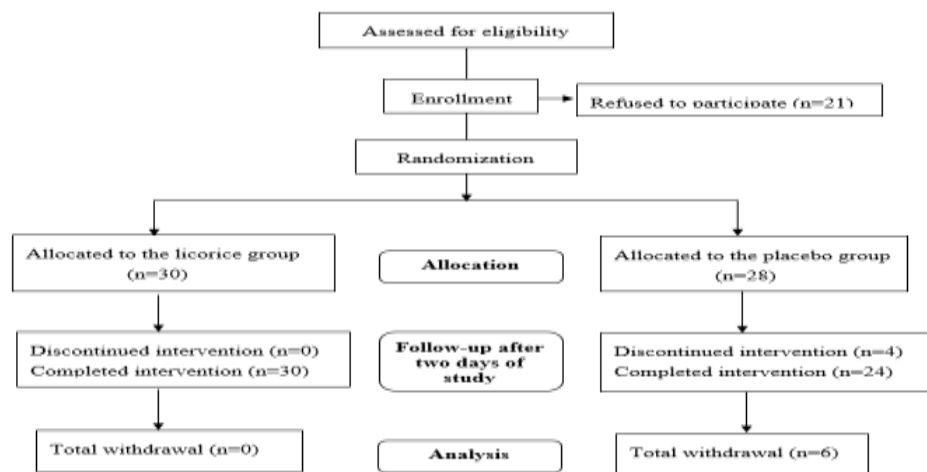 Assessed for eligibility
Enrollment
Refused to participate (n=21)
Randomization
Allocated to the licorice group
(n=30)
Allocation
Allocated to the placebo group
(n=28)
Discontinued intervention (n=0)
Completed intervention (n=30)
Follow-up after
two days of
study
Discontinued intervention (n=4)
Completed intervention (n=24)
Total withdrawal (n=0)
Analysis
Total withdrawal (n=6)